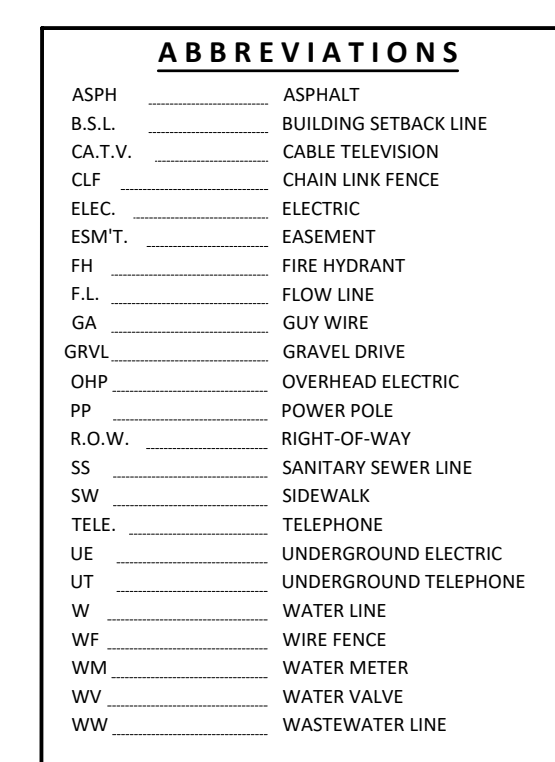 ABBREVIATIONS
ASPH ASPHALT
B.S.L. BUILDING SETBACK LINE
CA.T.V. CABLE TELEVISION
CLF CHAIN LINK FENCE
ELEC. ELECTRIC
ESM'T. EASEMENT
FH FIRE HYDRANT
F.L. FLOW LINE
GA GUY WIRE
GRVL GRAVEL DRIVE
OHP OVERHEAD ELECTRIC
PP POWER POLE
R.O.W. RIGHT-OF-WAY
SS SANITARY SEWER LINE
SW SIDEWALK
TELE. TELEPHONE
UE UNDERGROUND ELECTRIC
UT UNDERGROUND TELEPHONE
W WATER LINE
WF WIRE FENCE
WM WATER METER
WV WATER VALVE
WW WASTEWATER LINE